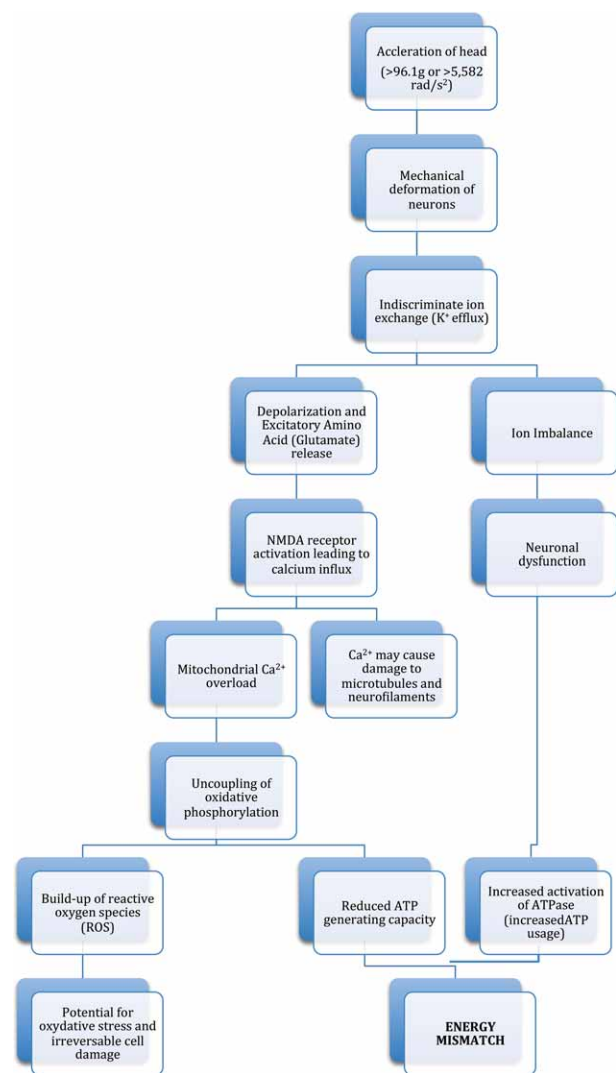 Accleration of head
(>96.1g or >5,582
rad/s²)
Mechanical
deformation of
neurons
Indiscriminate ion
exchange (K⁺ efflux)
Depolarization and
Excitatory Amino
Acid (Glutamate)
release
Ion Imbalance
NMDA receptor
activation leading to
calcium influx
Neuronal
dysfunction
Mitochondrial Ca²⁺
overload
Ca²⁺ may cause
damage to
microtubules and
neurofilaments
Uncoupling of
oxidative
phosphorylation
Build-up of reactive
oxygen species
(ROS)
Reduced ATP
generating capacity
Increased activation
of ATPase
(increasedATP
usage)
Potential for
oxydative stress and
irreversable cell
damage
ENERGY
MISMATCH